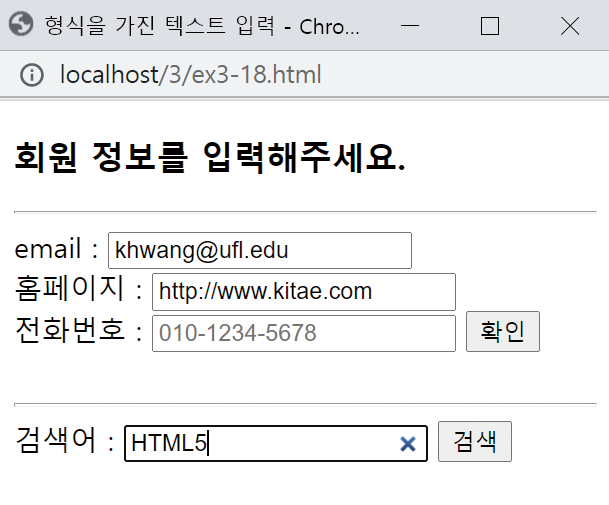 형식을 가진 텍스트 입력 - Chro...
localhost/3/ex3-18.html
회원 정보를 입력해주세요.
email : khwang@ufl.edu
홈페이지 : http://www.kitae.com
전화번호 : 010-1234-5678 확인
검색어 : HTML5 검색